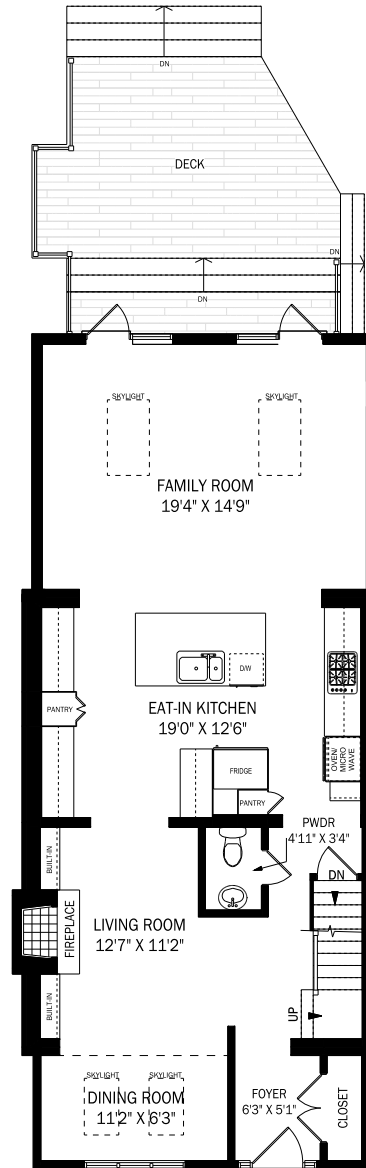 DN
DECK
DN
DN
SKYLIGHT
SKYLIGHT
FAMILY ROOM
19'4" X 14'9"
D/W
PANTRY
EAT-IN KITCHEN
19'0" X 12'6"
OVEN/
MICRO
WAVE
FRIDGE
PANTRY
PWDR
4'11" X 3'4"
BUILT-IN
DN
FIREPLACE
LIVING ROOM
12'7" X 11'2"
BUILT-IN
UP
SKYLIGHT
SKYLIGHT
DINING ROOM
11'2" X 6'3"
FOYER
6'3" X 5'1"
CLOSET